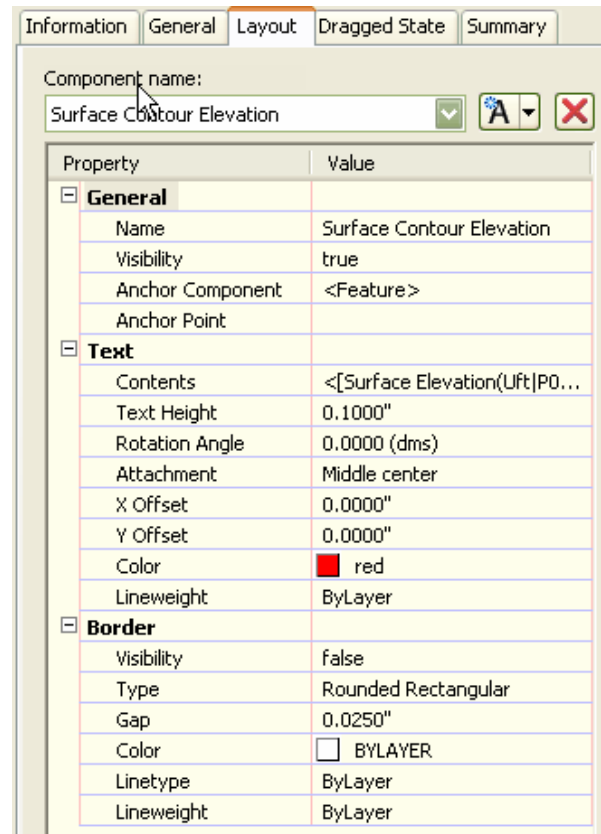 Information General Layout Dragged State Summary
Component name:
Surface Contour Elevation
Property Value
General
Name Surface Contour Elevation
Visibility true
Anchor Component <Feature>
Anchor Point
Text
Contents <[Surface Elevation(Uft|P0...
Text Height 0.1000"
Rotation Angle 0.0000 (dms)
Attachment Middle center
X Offset 0.0000"
Y Offset 0.0000"
Color red
Lineweight ByLayer
Border
Visibility false
Type Rounded Rectangular
Gap 0.0250"
Color BYLAYER
Linetype ByLayer
Lineweight ByLayer